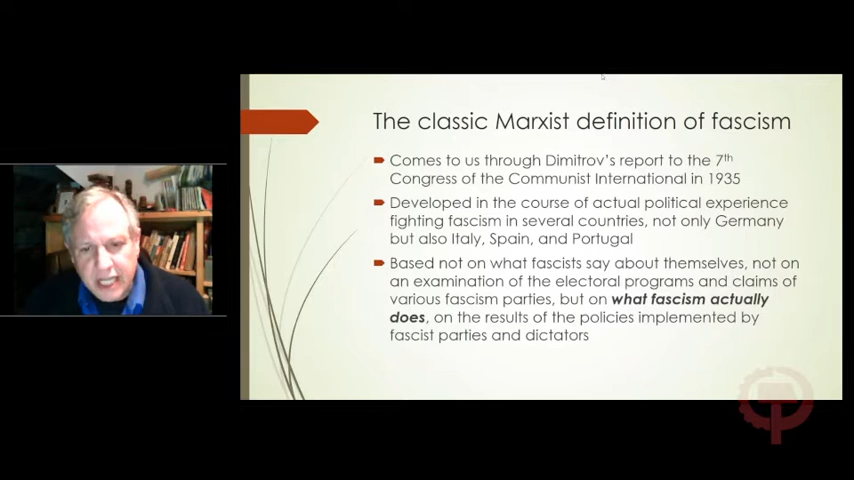 The classic Marxist definition of fascism
Comes to us through Dimitrov's report to the 7th
Congress of the Communist International in 1935
Developed in the course of actual political experience
fighting fascism in several countries, not only Germany
but also Italy, Spain, and Portugal
Based not on what fascists say about themselves, not on
an examination of the electoral programs and claims of
various fascism parties, but on what fascism actually
does, on the results of the policies implemented by
fascist parties and dictators